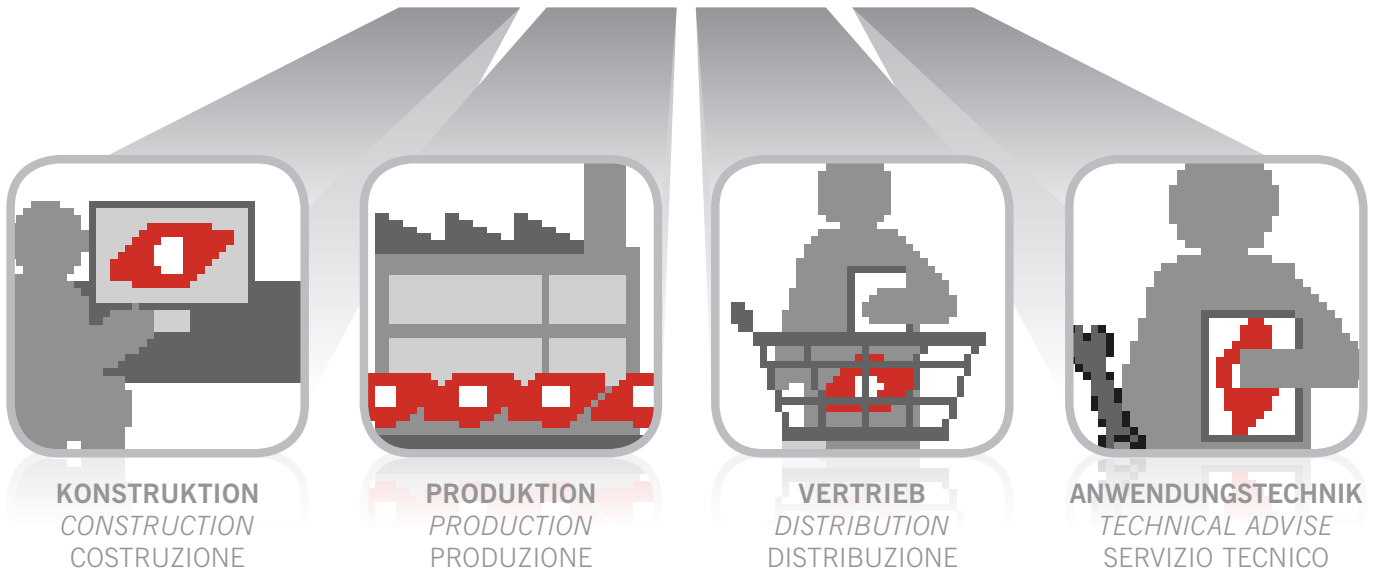 KONSTRUKTION
CONSTRUCTION
COSTRUZIONE
PRODUKTION
PRODUCTION
PRODUZIONE
VERTRIEB
DISTRIBUTION
DISTRIBUZIONE
ANWENDUNGSTECHNIK
TECHNICAL ADVISE
SERVIZIO TECNICO